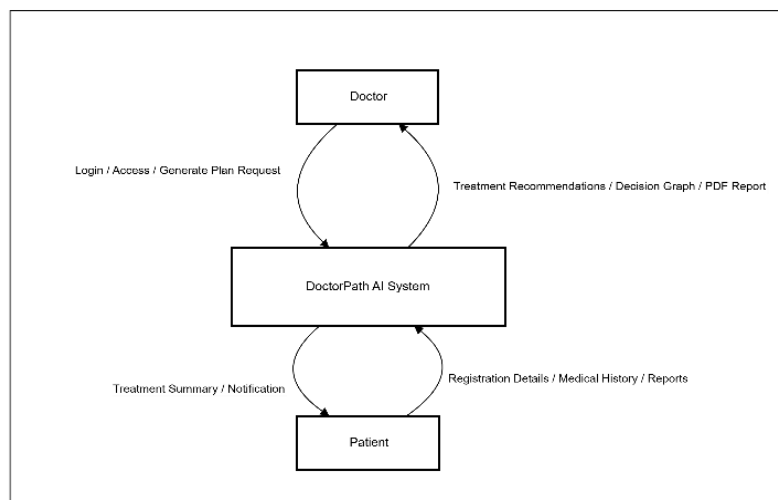 Doctor
Login / Access / Generate Plan Request
Treatment Recommendations / Decision Graph / PDF Report
DoctorPath AI System
Treatment Summary / Notification
Registration Details / Medical History / Reports
Patient